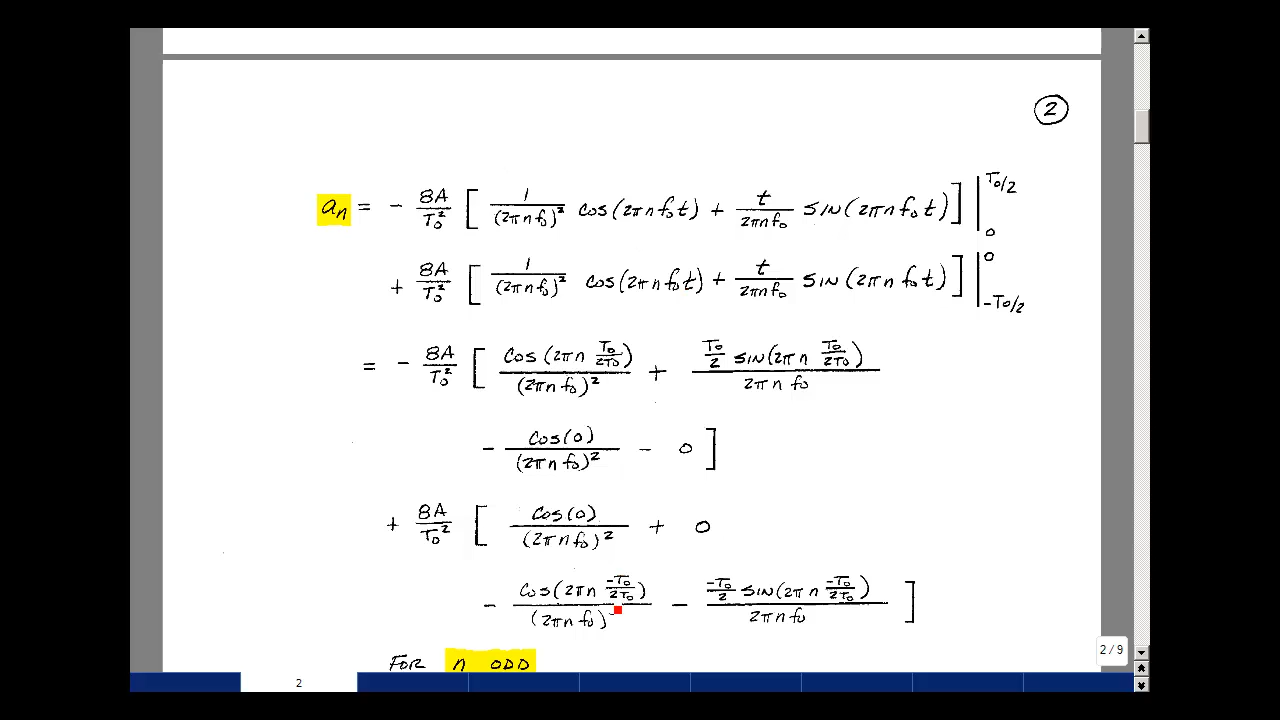 ②
aₙ = - 8A/T₀² [ 1/(2πnf₀)² cos(2πnf₀t) + t/2πnf₀ SIN(2πnf₀t) ] |₀^T₀/2
+ 8A/T₀² [ 1/(2πnf₀)² cos(2πnf₀t) + t/2πnf₀ SIN(2πnf₀t) ] |₋T₀/2^0
= - 8A/T₀² [ cos(2πn T₀/2T₀)/(2πnf₀)² + T₀/2 SIN(2πn T₀/2T₀)/2πnf₀
- cos(0)/(2πnf₀)² - 0 ]
+ 8A/T₀² [ cos(0)/(2πnf₀)² + 0
- cos(2πn -T₀/2T₀)/(2πnf₀)² - -T₀/2 SIN(2πn -T₀/2T₀)/2πnf₀ ]
FOR n ODD
2 / 9
2